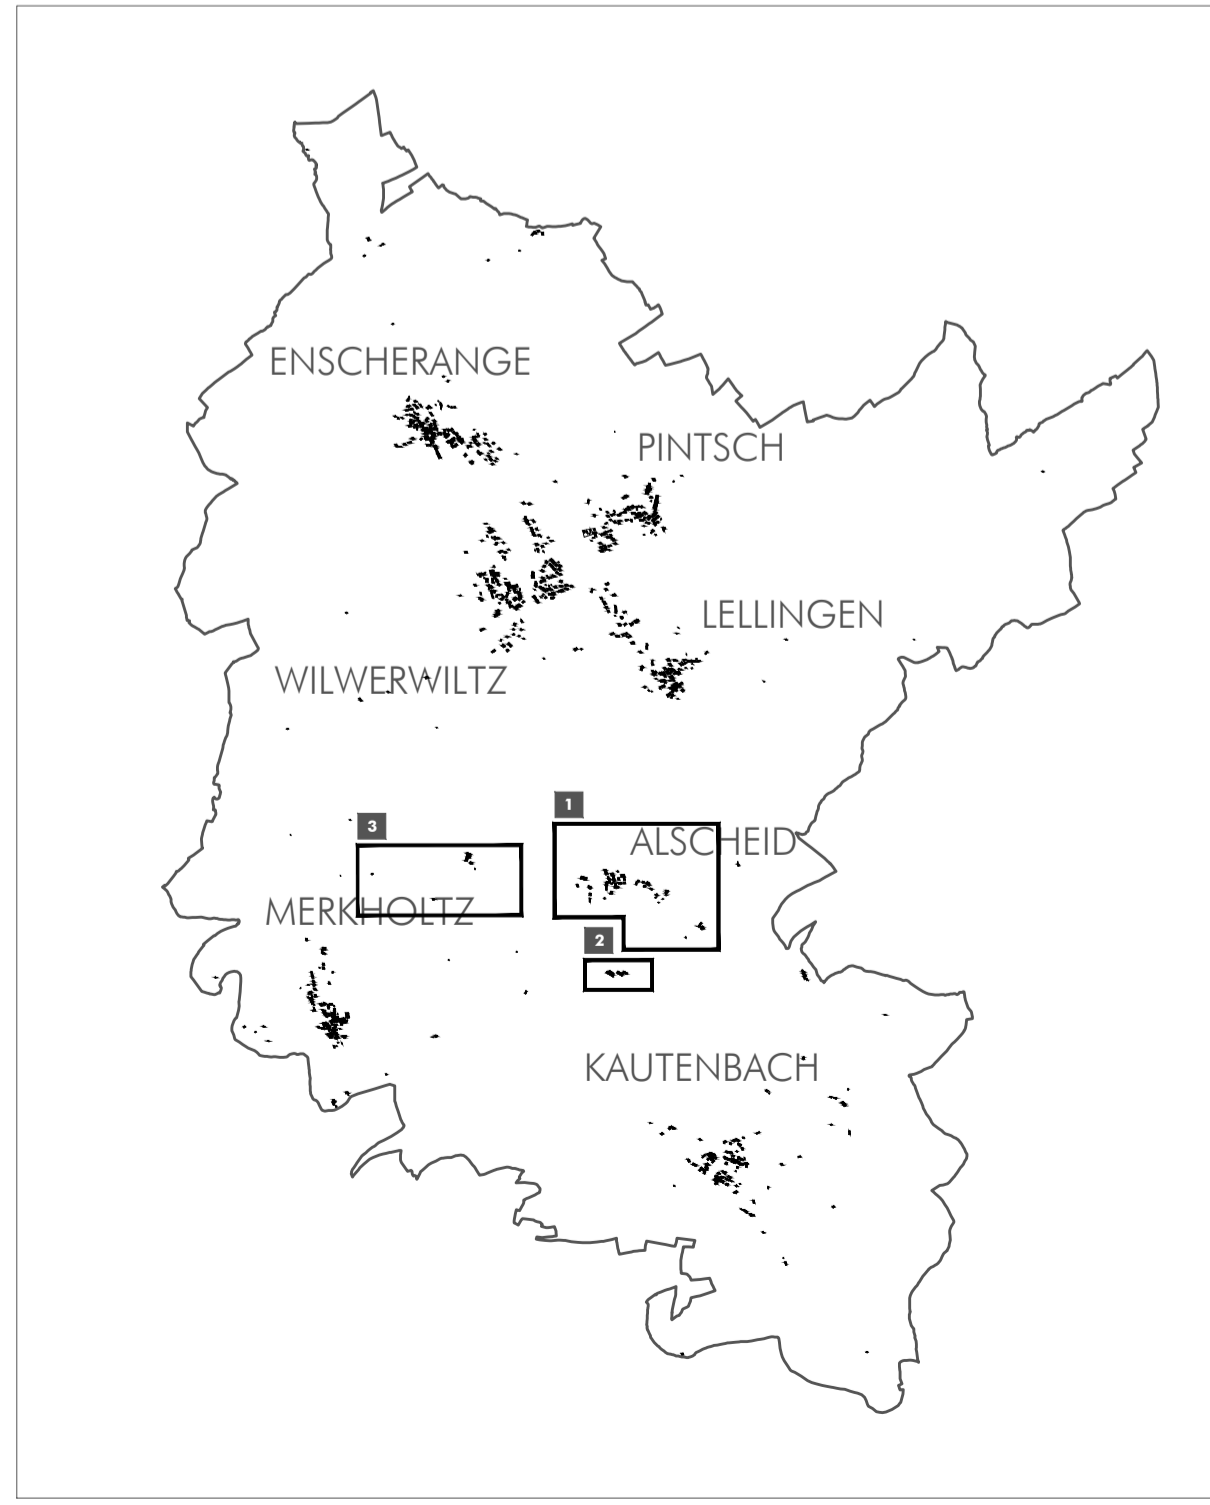 ENSCHERANGE
PINTSCH
LELLINGEN
WILWERWILTZ
1
3
ALSCHEID
MERKHOLTZ
2
KAUTENBACH